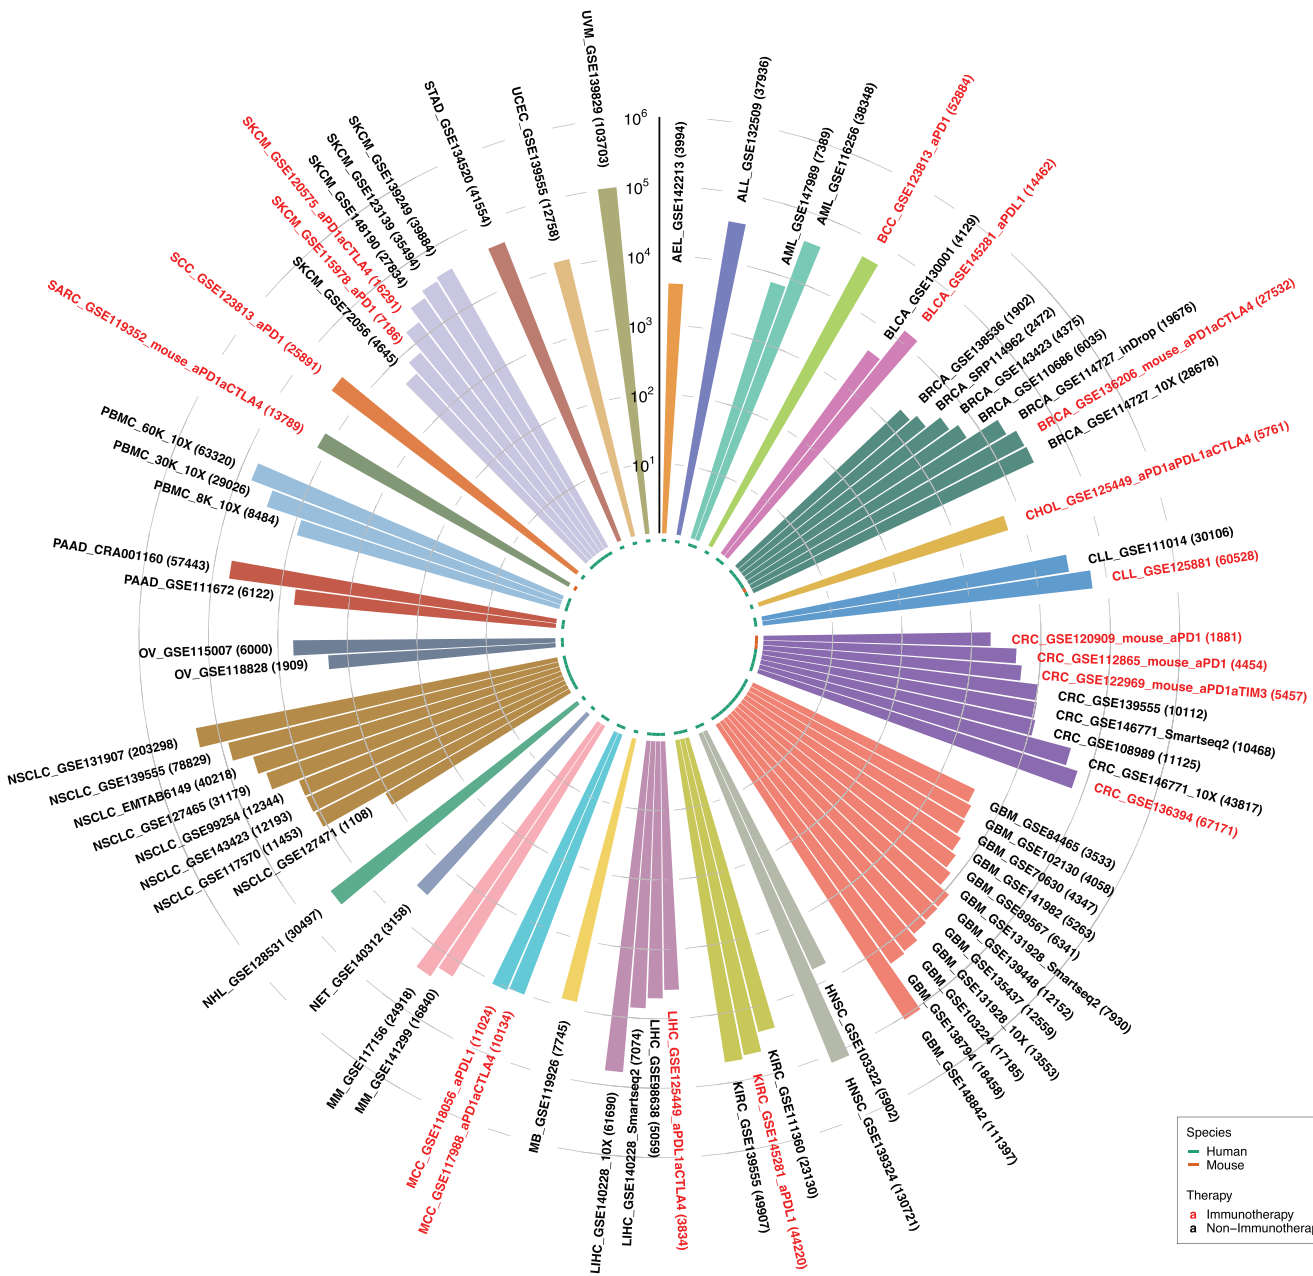 10⁶
10⁵
10⁴
10³
10²
10¹
AEL_GSE142213 (3994)
ALL_GSE132509 (37936)
AML_GSE147989 (7389)
AML_GSE116256 (38348)
BCC_GSE123813_aPD1 (52884)
BLCA_GSE130001 (4129)
BLCA_GSE145281_aPDL1 (14462)
BRCA_GSE138536 (1902)
BRCA_SRP114962 (2472)
BRCA_GSE143423 (4375)
BRCA_GSE110686 (6035)
BRCA_GSE114727_inDrop (19676)
BRCA_GSE136206_mouse_aPD1aCTLA4 (27532)
BRCA_GSE114727_10X (28678)
CHOL_GSE125449_aPD1aPDL1aCTLA4 (5761)
CLL_GSE111014 (30106)
CLL_GSE125881 (60528)
CRC_GSE120909_mouse_aPD1 (1881)
CRC_GSE112865_mouse_aPD1 (4454)
CRC_GSE122969_mouse_aPD1aTIM3 (5457)
CRC_GSE139555 (10112)
CRC_GSE146771_Smartseq2 (10468)
CRC_GSE108989 (11125)
CRC_GSE146771_10X (43817)
CRC_GSE136394 (67171)
GBM_GSE84465 (3533)
GBM_GSE102130 (4058)
GBM_GSE70630 (4347)
GBM_GSE141982 (5263)
GBM_GSE89567 (6341)
GBM_GSE131928_Smartseq2 (7930)
GBM_GSE139448 (12152)
GBM_GSE135437 (12559)
GBM_GSE131928_10X (13553)
GBM_GSE103224 (17185)
GBM_GSE138794 (18458)
GBM_GSE148842 (111397)
HNSC_GSE103322 (5902)
HNSC_GSE139324 (130721)
KIRC_GSE111360 (23130)
KIRC_GSE145281_aPDL1 (44220)
KIRC_GSE139555 (49907)
LIHC_GSE125449_aPDL1aCTLA4 (3834)
LIHC_GSE98638 (5059)
LIHC_GSE140228_Smartseq2 (7074)
LIHC_GSE140228_10X (61690)
MB_GSE119926 (7745)
MCC_GSE117988_aPD1aCTLA4 (10134)
MCC_GSE118056_aPDL1 (11024)
MM_GSE141299 (16840)
MM_GSE117156 (24918)
NET_GSE140312 (3158)
NHL_GSE128531 (30497)
NSCLC_GSE127471 (1108)
NSCLC_GSE117570 (11453)
NSCLC_GSE143423 (12193)
NSCLC_GSE99254 (12344)
NSCLC_GSE127465 (31179)
NSCLC_EMTAB6149 (40218)
NSCLC_GSE139555 (78829)
NSCLC_GSE131907 (203298)
OV_GSE118828 (1909)
OV_GSE115007 (6000)
PAAD_GSE111672 (6122)
PAAD_CRA001160 (57443)
PBMC_8K_10X (8484)
PBMC_30K_10X (29026)
PBMC_60K_10X (63320)
SARC_GSE119352_mouse_aPD1aCTLA4 (13789)
SCC_GSE123813_aPD1 (25891)
SKCM_GSE72056 (4645)
SKCM_GSE115978_aPD1 (7186)
SKCM_GSE120575_aPD1aCTLA4 (16291)
SKCM_GSE148190 (27834)
SKCM_GSE123139 (35494)
SKCM_GSE139249 (39884)
STAD_GSE134520 (41554)
UCEC_GSE139555 (12758)
UVM_GSE139829 (103703)
Species
Human
Mouse
Therapy
a Immunotherapy
a Non−Immunotherap